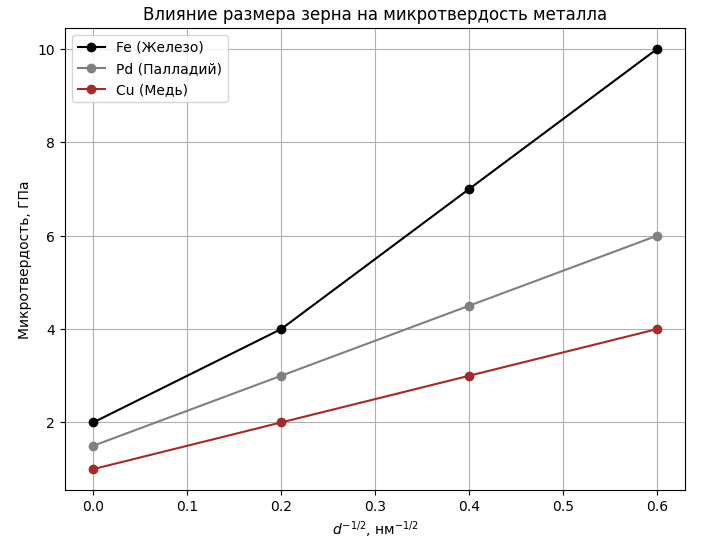 Влияние размера зерна на микротвердость металла
Fe (Железо)
Pd (Палладий)
Cu (Медь)
Микротвердость, ГПа
10
8
6
4
2
0.0 0.1 0.2 0.3 0.4 0.5 0.6
d^{-1/2}, нм^{-1/2}